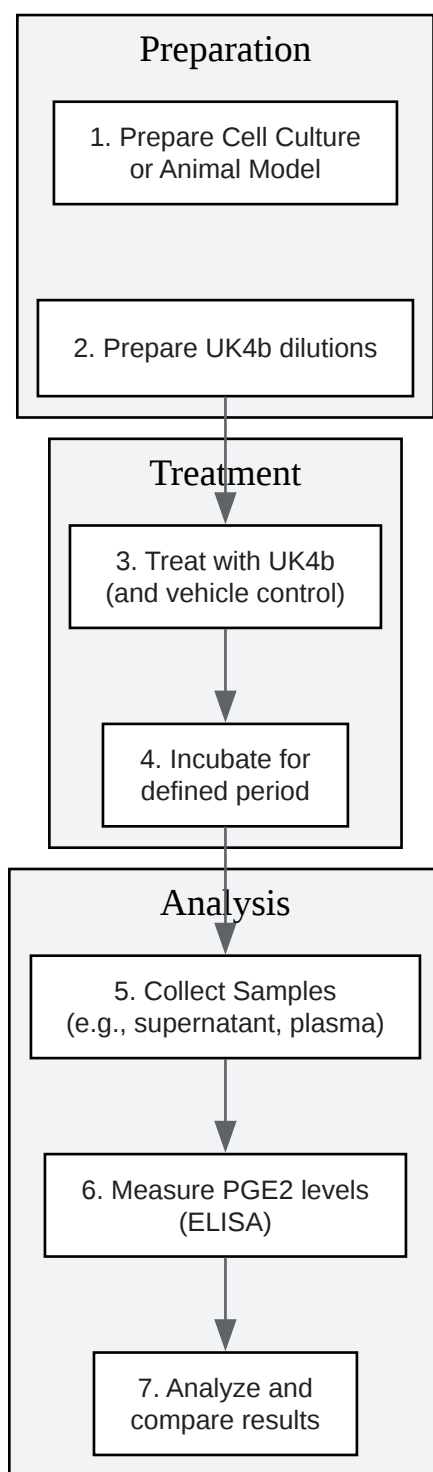 Preparation
1. Prepare Cell Culture
or Animal Model
2. Prepare UK4b dilutions
Treatment
3. Treat with UK4b
(and vehicle control)
4. Incubate for
defined period
Analysis
5. Collect Samples
(e.g., supernatant, plasma)
6. Measure PGE2 levels
(ELISA)
7. Analyze and
compare results